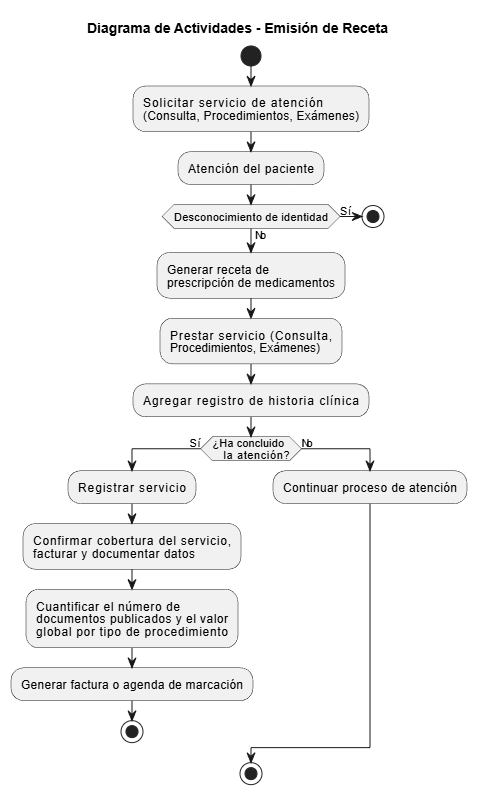 Diagrama de Actividades - Emisión de Receta
Solicitar servicio de atención
(Consulta, Procedimientos, Exámenes)
Atención del paciente
Desconocimiento de identidad
Sí
No
Generar receta de
prescripción de medicamentos
Prestar servicio (Consulta,
Procedimientos, Exámenes)
Agregar registro de historia clínica
Sí
¿Ha concluido
la atención?
No
Registrar servicio
Continuar proceso de atención
Confirmar cobertura del servicio,
facturar y documentar datos
Cuantificar el número de
documentos publicados y el valor
global por tipo de procedimiento
Generar factura o agenda de marcación